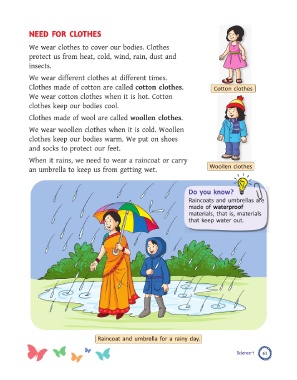 NEED FOR CLOTHES
We wear clothes to cover our bodies. Clothes
protect us from heat, cold, wind, rain, dust and
insects.
We wear different clothes at different times.
Clothes made of cotton are called cotton clothes.
We wear cotton clothes when it is hot. Cotton
clothes keep our bodies cool.
Cotton clothes
Clothes made of wool are called woollen clothes.
We wear woollen clothes when it is cold. Woollen
clothes keep our bodies warm. We put on shoes
and socks to protect our feet.
When it rains, we need to wear a raincoat or carry
an umbrella to keep us from getting wet.
Woollen clothes
Do you know?
Raincoats and umbrellas are
made of waterproof
materials, that is, materials
that keep water out.
Raincoat and umbrella for a rainy day.
Science-1